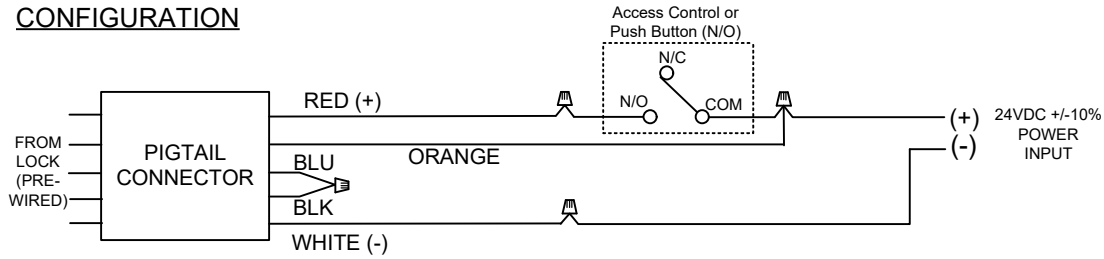 CONFIGURATION
Access Control or
Push Button (N/O)
N/C
RED (+)
N/O
COM
(+)
24VDC +/-10%
POWER
INPUT
(-)
FROM
LOCK
(PRE-
WIRED)
PIGTAIL
CONNECTOR
ORANGE
BLU
BLK
WHITE (-)